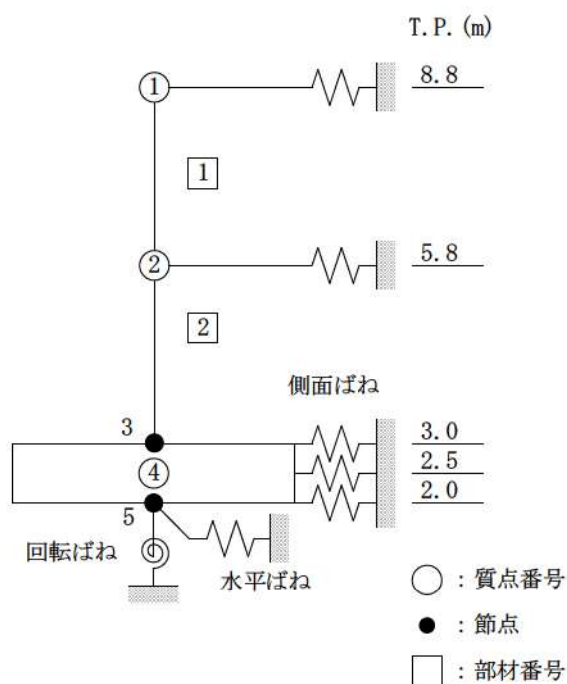 T.P.(m)
① 8.8
1
② 5.8
2
側面ばね
3 3.0
④ 2.5
2.0
5
回転ばね
水平ばね
○ : 質点番号
● : 節点
□ : 部材番号